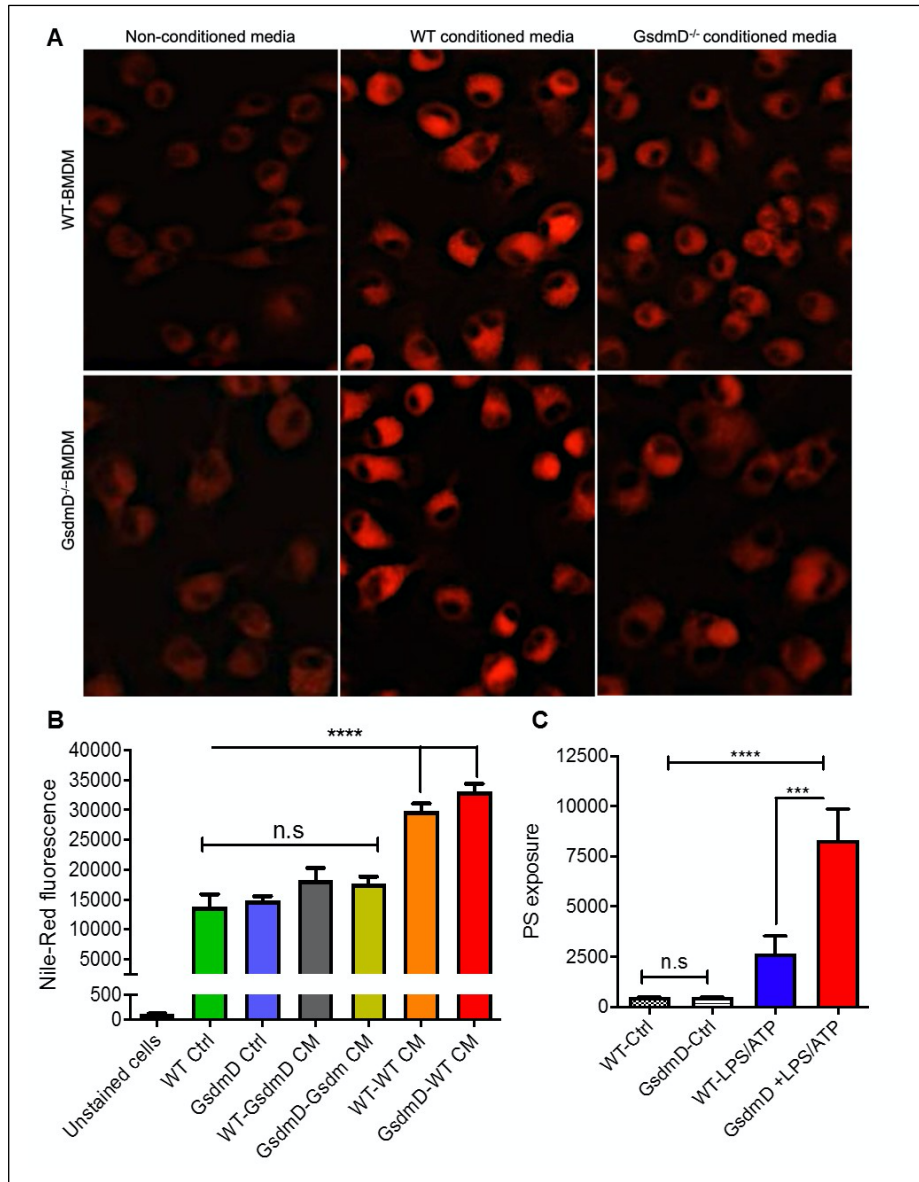 A
Non-conditioned media
WT conditioned media
GsdmD-/- conditioned media
WT-BMDM
GsdmD-/--BMDM
B
Nile-Red fluorescence
40000
35000
30000
25000
20000
15000
10000
5000
500
0
****
n.s
Unstained cells
WT Ctrl
GsdmD Ctrl
WT-GsdmD CM
GsdmD-Gsdm CM
WT-WT CM
GsdmD-WT CM
C
PS exposure
12500
10000
7500
5000
2500
0
****
***
n.s
WT-Ctrl
GsdmD-Ctrl
WT-LPS/ATP
GsdmD +LPS/ATP